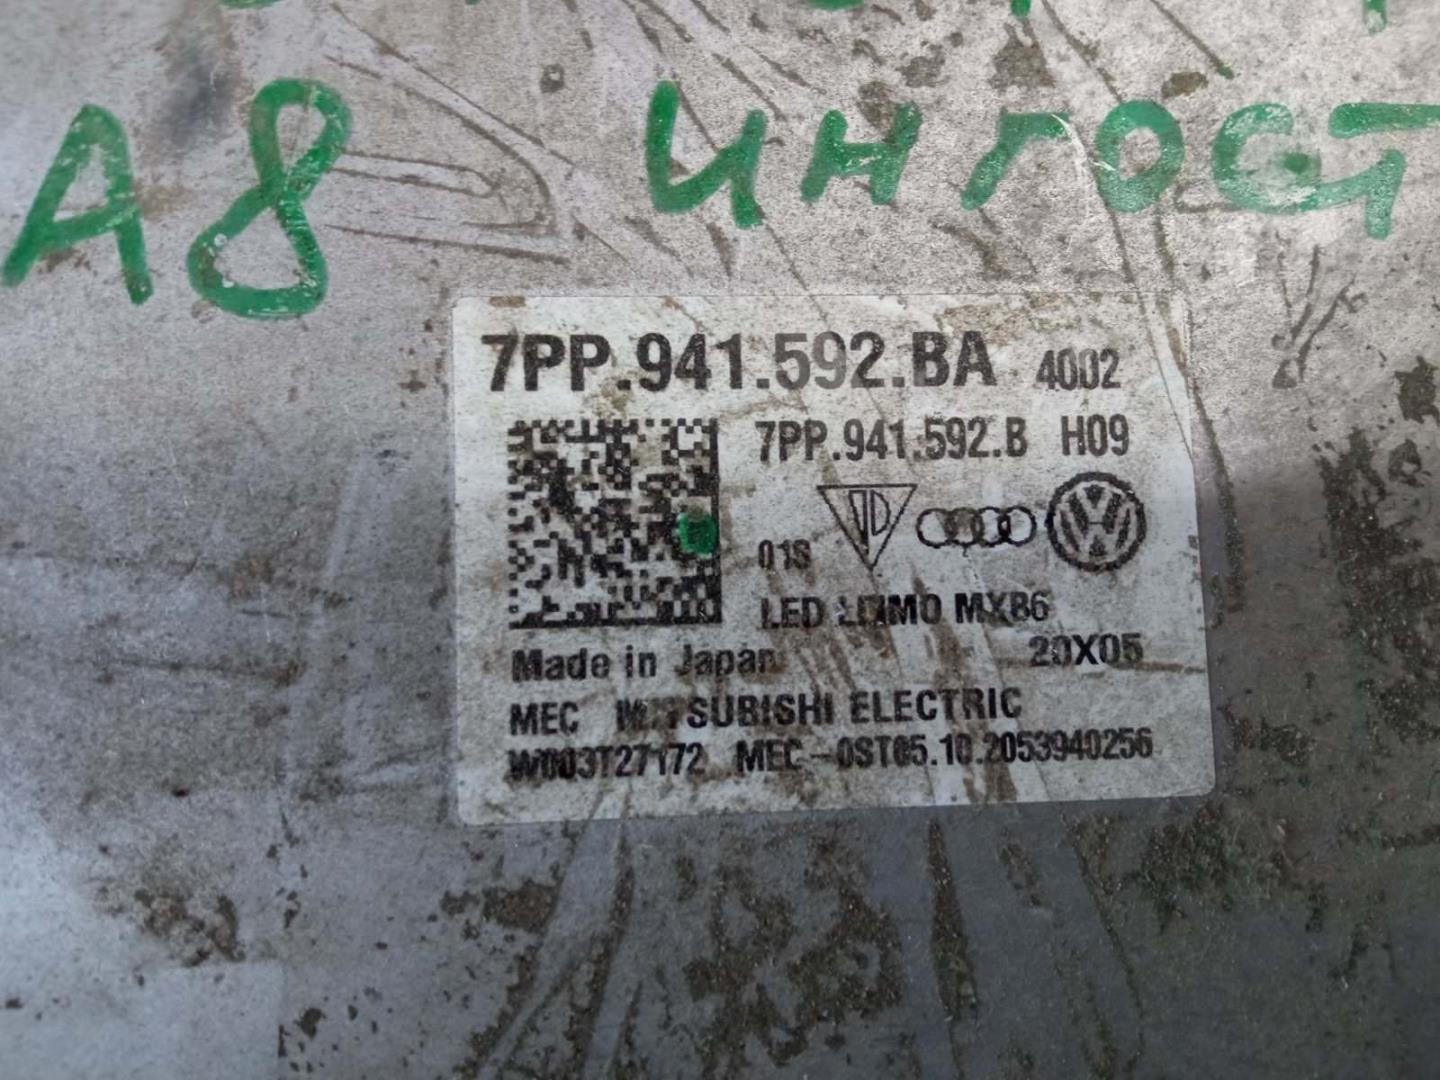 А8 ингост
7PP.941.592.BA 4002
7PP.941.592.B H09
01S
LED LIMO MXB6
Made in Japan 20X05
MEC MITSUBISHI ELECTRIC
W003T27172 MEC-0ST05.10.2053940256